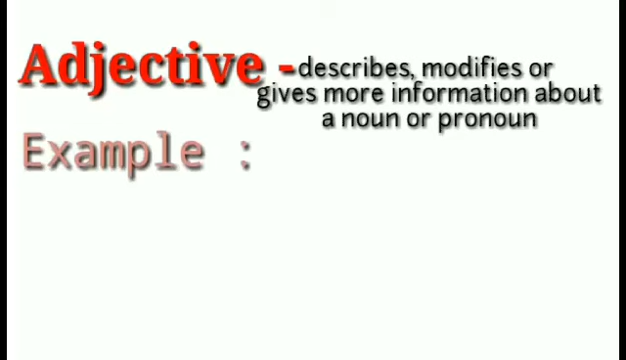 Adjective - describes, modifies or
gives more information about
a noun or pronoun
Example :